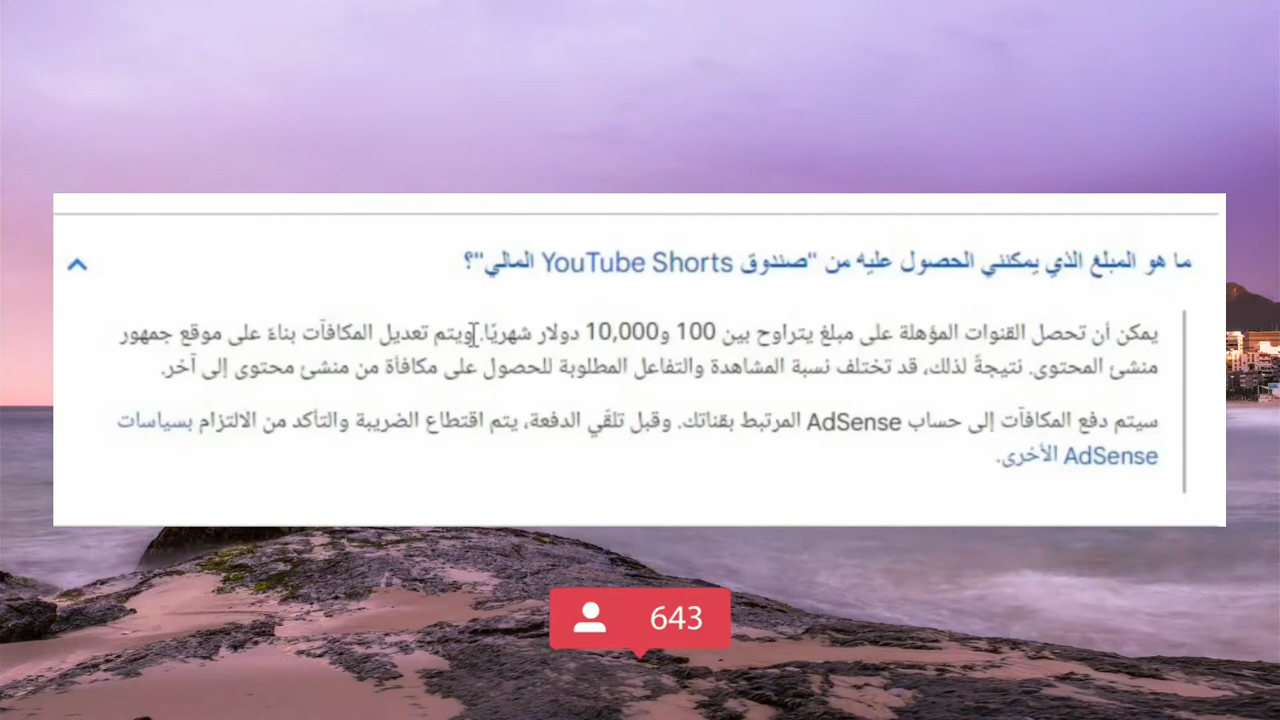 ما هو المبلغ الذي يمكنني الحصول عليه من "صندوق YouTube Shorts المالي"؟
يمكن أن تحصل القنوات المؤهلة على مبلغ يتراوح بين 100 و10,000 دولار شهريًا. ويتم تعديل المكافآت بناءً على موقع جمهور
منشئ المحتوى. نتيجةً لذلك، قد تختلف نسبة المشاهدة والتفاعل المطلوبة للحصول على مكافأة من منشئ محتوى إلى آخر.
سيتم دفع المكافآت إلى حساب AdSense المرتبط بقناتك. وقبل تلقّي الدفعة، يتم اقتطاع الضريبة والتأكد من الالتزام بسياسات
AdSense الأخرى.
643